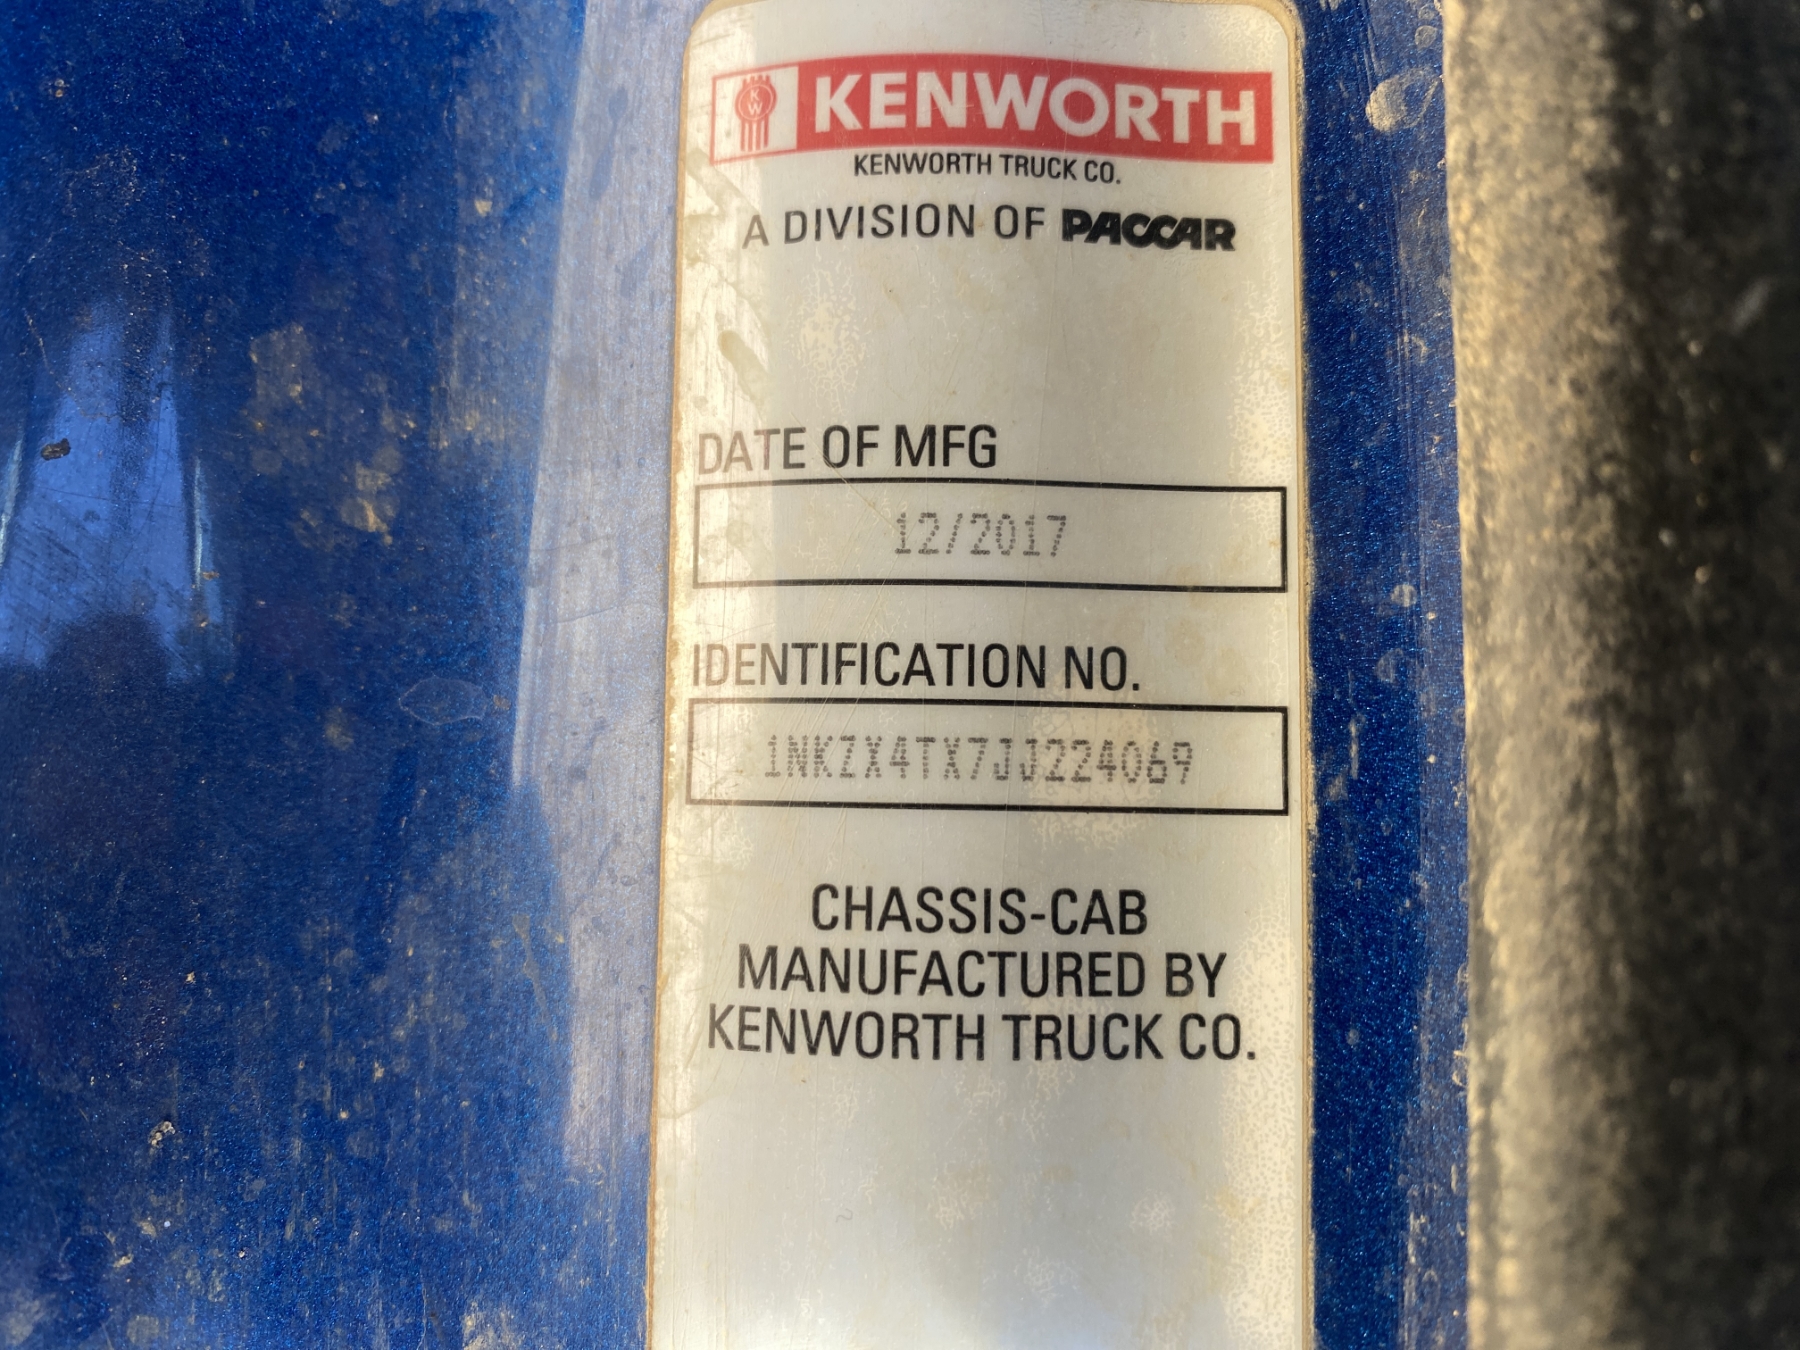 KW
KENWORTH
KENWORTH TRUCK CO.
A DIVISION OF PACCAR
DATE OF MFG
12/2017
IDENTIFICATION NO.
1NKZX4TX7JJ224069
CHASSIS-CAB
MANUFACTURED BY
KENWORTH TRUCK CO.